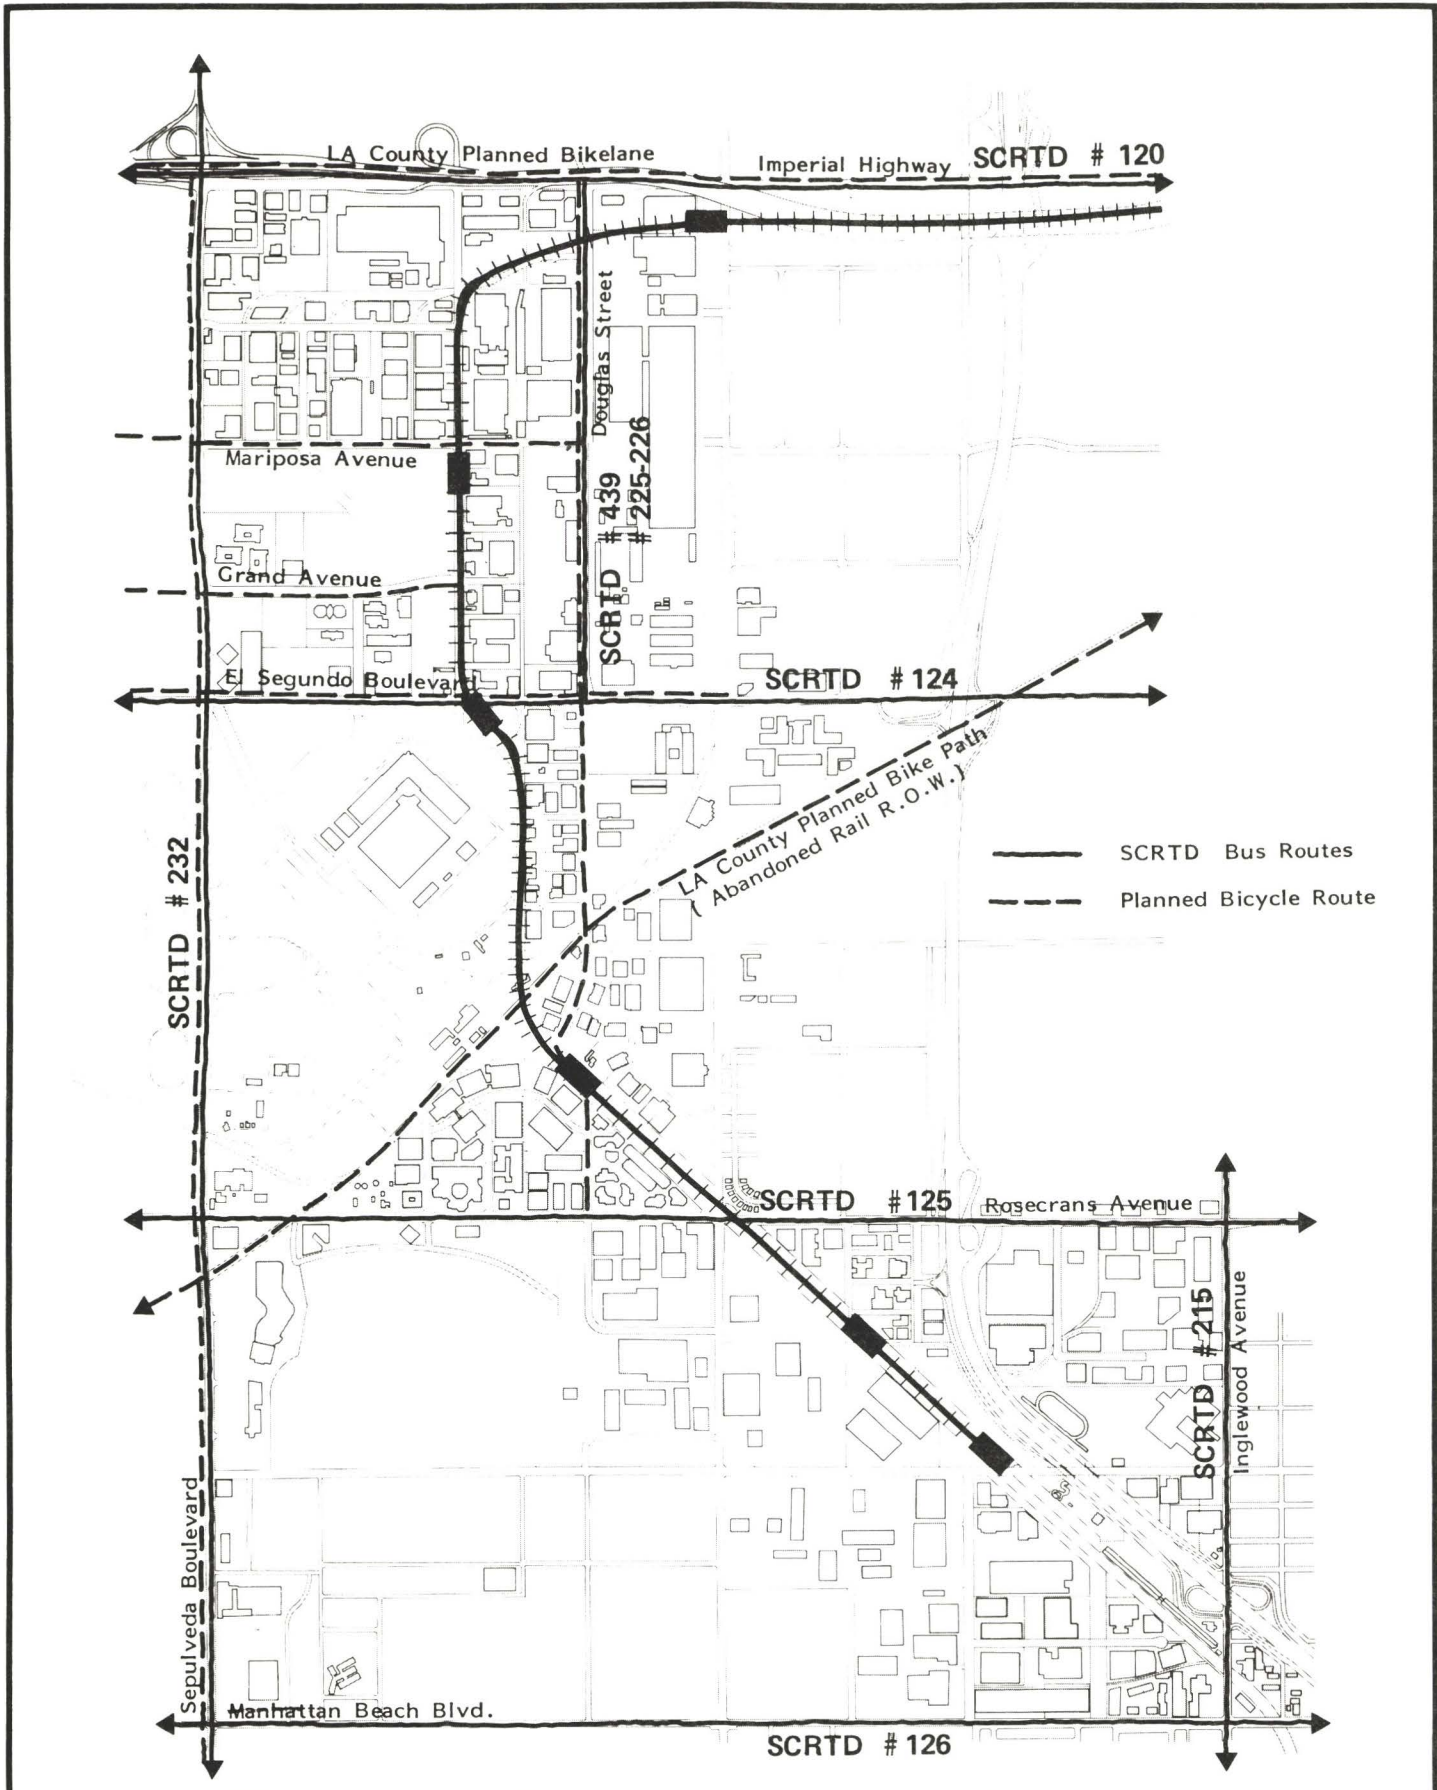 LA County Planned Bikelane
Imperial Highway
SCRTD # 120
Douglas Street
SCRTD # 439
# 225-226
Mariposa Avenue
Grand Avenue
El Segundo Boulevard
SCRTD # 124
LA County Planned Bike Path
( Abandoned Rail R.O.W.)
SCRTD Bus Routes
Planned Bicycle Route
SCRTD # 232
SCRTD # 125
Rosecrans Avenue
SCRTD # 215
Inglewood Avenue
Sepulveda Boulevard
Manhattan Beach Blvd.
SCRTD # 126